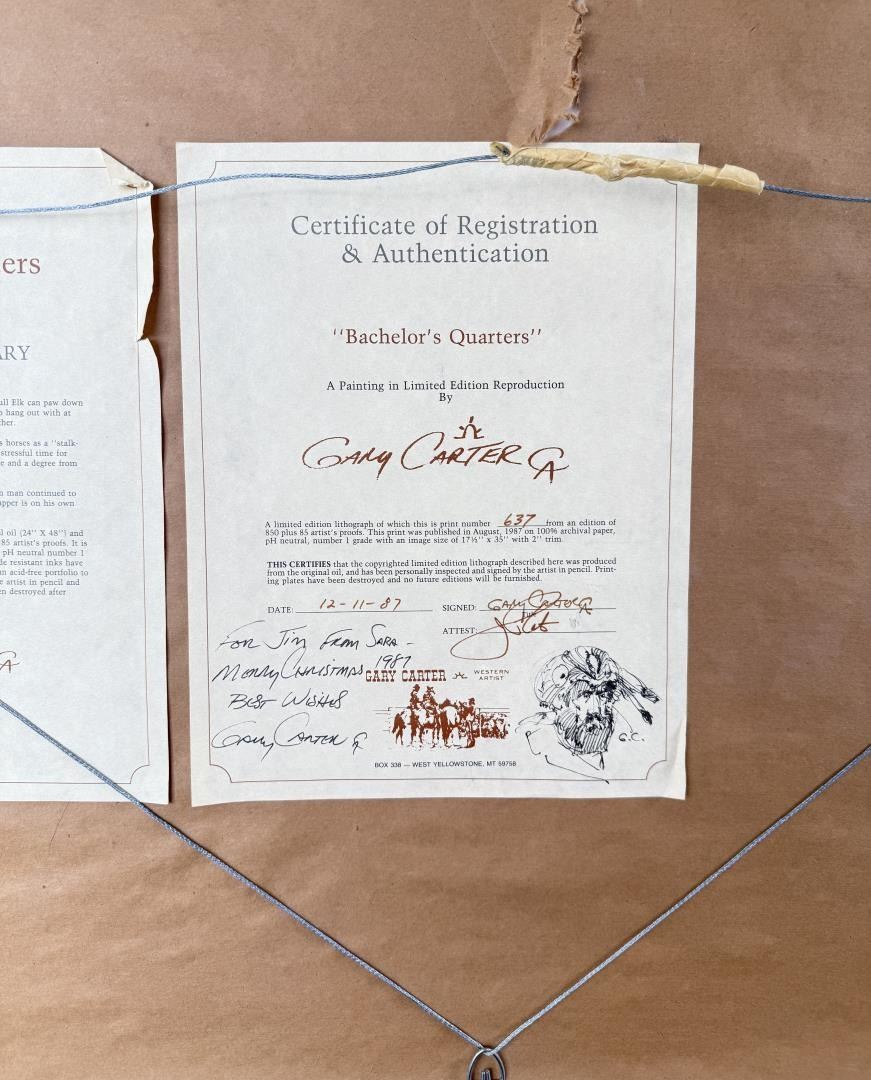 ers
ARY
ull Elk can paw down
o hang out with at
ther.
s horses as a "stalk-
stressful time for
e and a degree from
n man continued to
apper is on his own
l oil (24" X 48") and
85 artist's proofs. It is
pH neutral number 1
de resistant inks have
an acid-free portfolio to
e artist in pencil and
en destroyed after
A
Certificate of Registration
& Authentication
"Bachelor's Quarters"
A Painting in Limited Edition Reproduction
By
GARY CARTER CA
A limited edition lithograph of which this is print number 637 from an edition of
850 plus 85 artist's proofs. This print was published in August, 1987 on 100% archival paper,
pH neutral, number 1 grade with an image size of 17½" x 35" with 2" trim.
THIS CERTIFIES that the copyrighted limited edition lithograph described here was produced
from the original oil, and has been personally inspected and signed by the artist in pencil. Print-
ing plates have been destroyed and no future editions will be furnished.
DATE: 12-11-87 SIGNED: GARY CARTER CA
ATTEST:
FOR JIM FROM SARA -
MERRY CHRISTMAS 1987
BEST WISHES
GARY CARTER CA
GARY CARTER WESTERN
ARTIST
G.C.
BOX 338 — WEST YELLOWSTONE, MT 59758